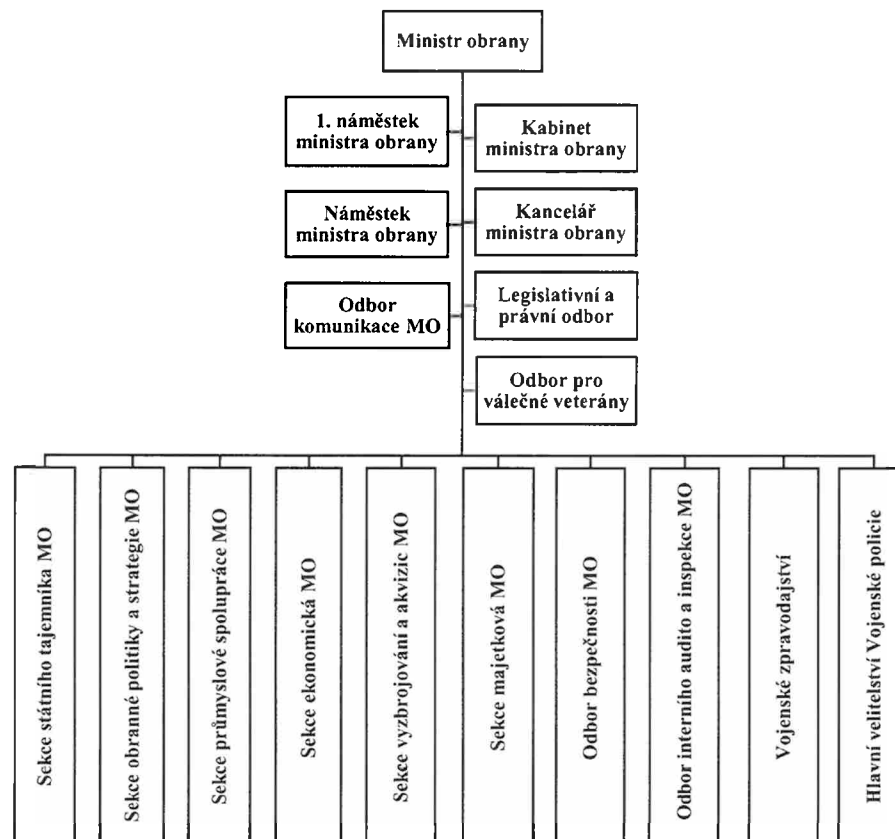 Ministr obrany
1. náměstek
ministra obrany
Kabinet
ministra obrany
Náměstek
ministra obrany
Kancelář
ministra obrany
Odbor
komunikace MO
Legislativní a
právní odbor
Odbor pro
válečné veterány
Sekce státního tajemníka MO
Sekce obranné politiky a strategie MO
Sekce průmyslové spolupráce MO
Sekce ekonomická MO
Sekce vyzbrojování a akvizic MO
Sekce majetková MO
Odbor bezpečnosti MO
Odbor interního audito a inspekce MO
Vojenské zpravodajství
Hlavní velitelství Vojenské policie